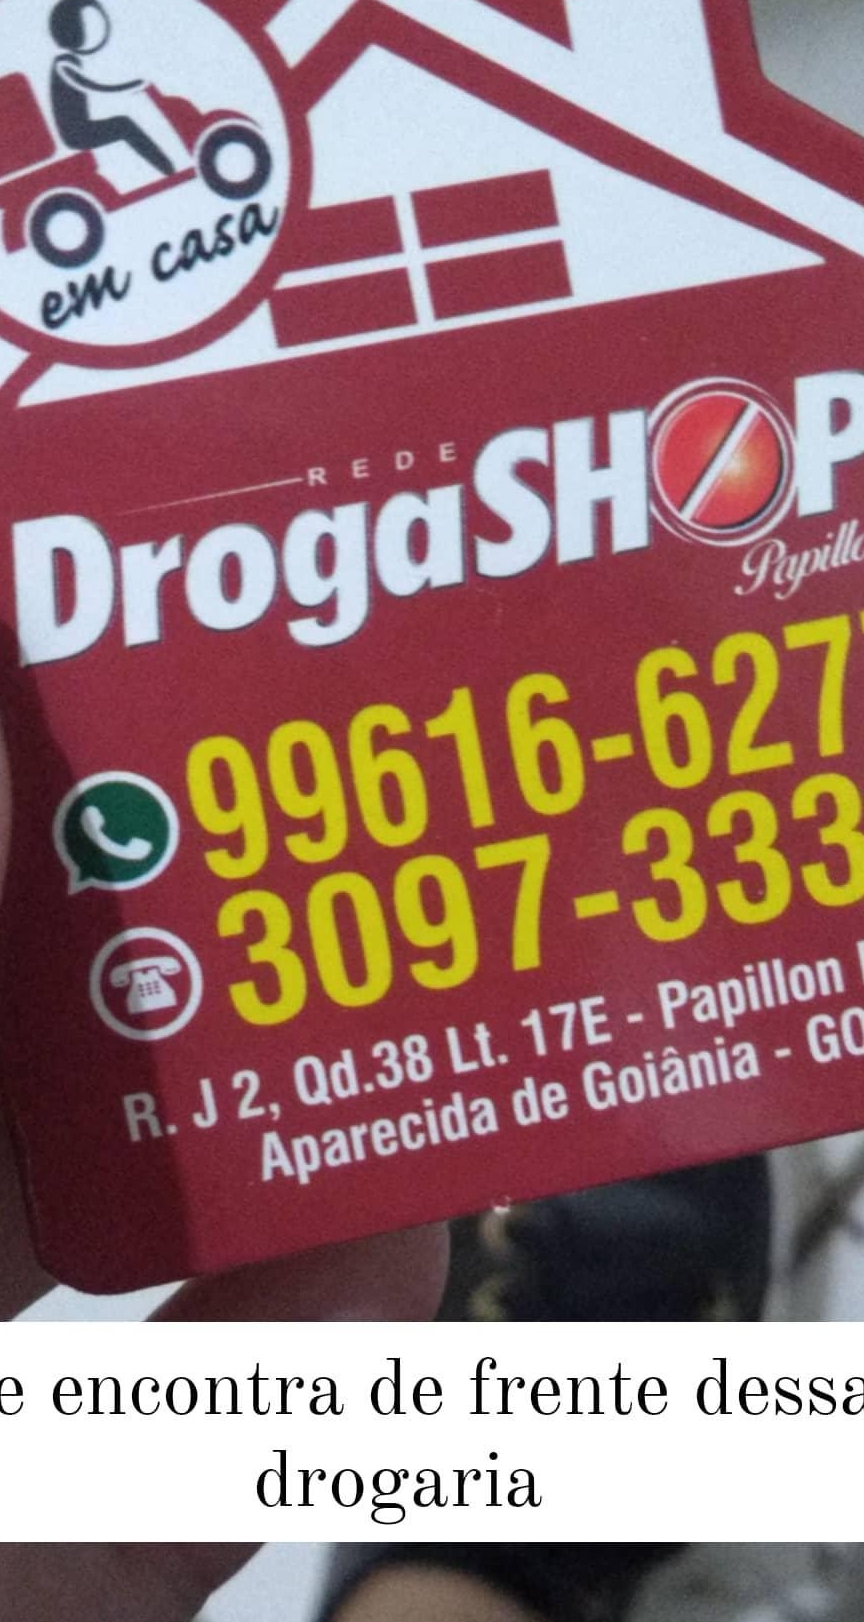 em casa
REDE
DrogaSHOP
99616-627
3097-333
R. J 2, Qd.38 Lt. 17E - Papillon
Aparecida de Goiânia - GO
e encontra de frente dessa
drogaria